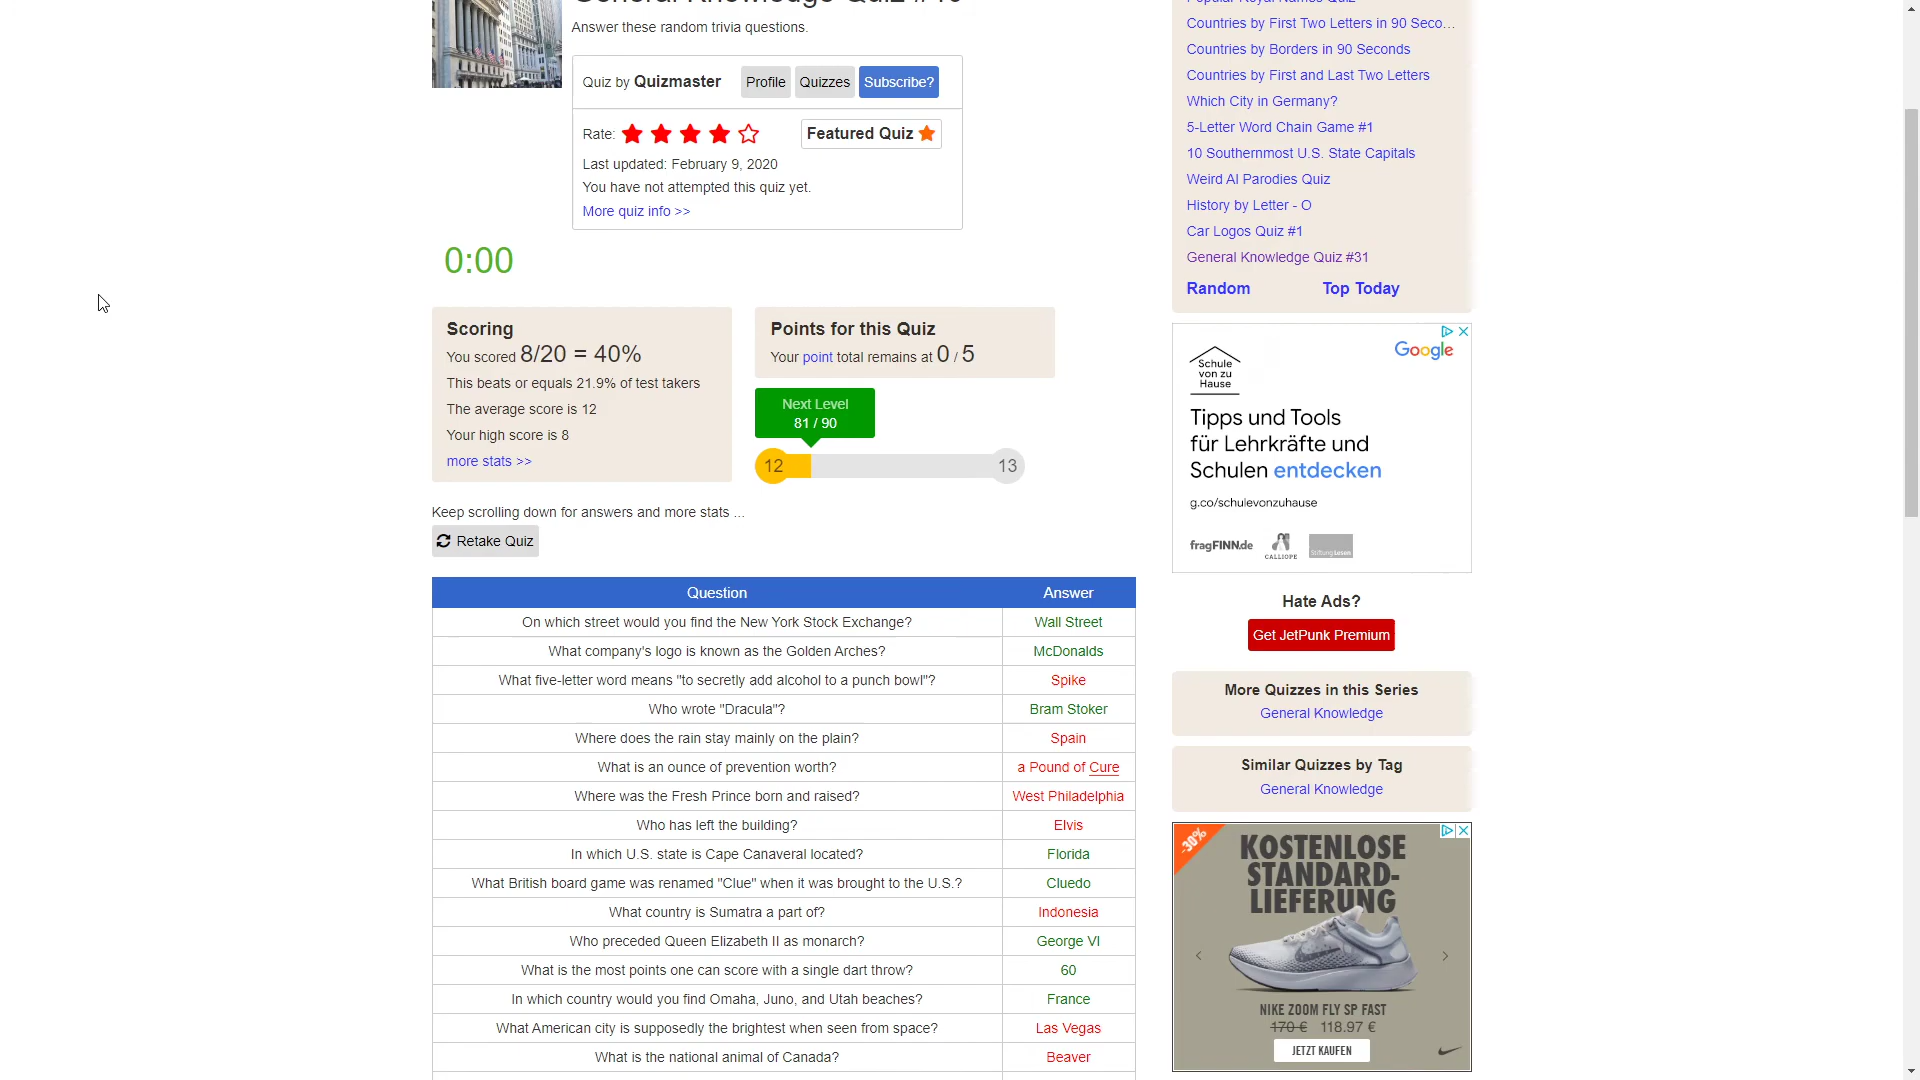 Answer these random trivia questions.
Quiz by Quizmaster
Profile
Quizzes
Subscribe?
Rate:
Featured Quiz
Last updated: February 9, 2020
You have not attempted this quiz yet.
More quiz info >>
0:00
Scoring
You scored 8/20 = 40%
This beats or equals 21.9% of test takers
The average score is 12
Your high score is 8
more stats >>
Points for this Quiz
Your point total remains at 0 / 5
Next Level
81 / 90
12
13
Keep scrolling down for answers and more stats ...
Retake Quiz
Question Answer
On which street would you find the New York Stock Exchange? Wall Street
What company's logo is known as the Golden Arches? McDonalds
What five-letter word means "to secretly add alcohol to a punch bowl"? Spike
Who wrote "Dracula"? Bram Stoker
Where does the rain stay mainly on the plain? Spain
What is an ounce of prevention worth? a Pound of Cure
Where was the Fresh Prince born and raised? West Philadelphia
Who has left the building? Elvis
In which U.S. state is Cape Canaveral located? Florida
What British board game was renamed "Clue" when it was brought to the U.S.? Cluedo
What country is Sumatra a part of? Indonesia
Who preceded Queen Elizabeth II as monarch? George VI
What is the most points one can score with a single dart throw? 60
In which country would you find Omaha, Juno, and Utah beaches? France
What American city is supposedly the brightest when seen from space? Las Vegas
What is the national animal of Canada? Beaver
Popular Royal Names Quiz
Countries by First Two Letters in 90 Seco...
Countries by Borders in 90 Seconds
Countries by First and Last Two Letters
Which City in Germany?
5-Letter Word Chain Game #1
10 Southernmost U.S. State Capitals
Weird Al Parodies Quiz
History by Letter - O
Car Logos Quiz #1
General Knowledge Quiz #31
Random
Top Today
Google
Schule
von zu
Hause
Tipps und Tools
für Lehrkräfte und
Schulen entdecken
g.co/schulevonzuhause
fragFINN.de
CALLIOPE
Stiftung Lesen
Hate Ads?
Get JetPunk Premium
More Quizzes in this Series
General Knowledge
Similar Quizzes by Tag
General Knowledge
-30%
KOSTENLOSE
STANDARD-
LIEFERUNG
NIKE ZOOM FLY SP FAST
170 € 118.97 €
JETZT KAUFEN